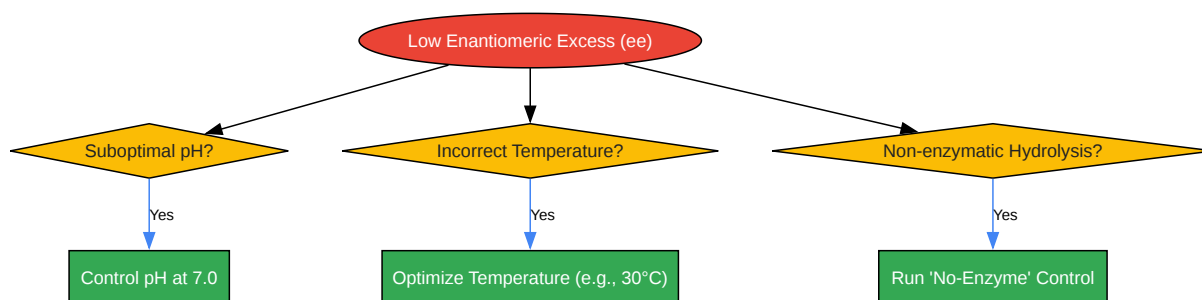 Low Enantiomeric Excess (ee)
Suboptimal pH?
Incorrect Temperature?
Non-enzymatic Hydrolysis?
Yes
Yes
Yes
Control pH at 7.0
Optimize Temperature (e.g., 30°C)
Run 'No-Enzyme' Control